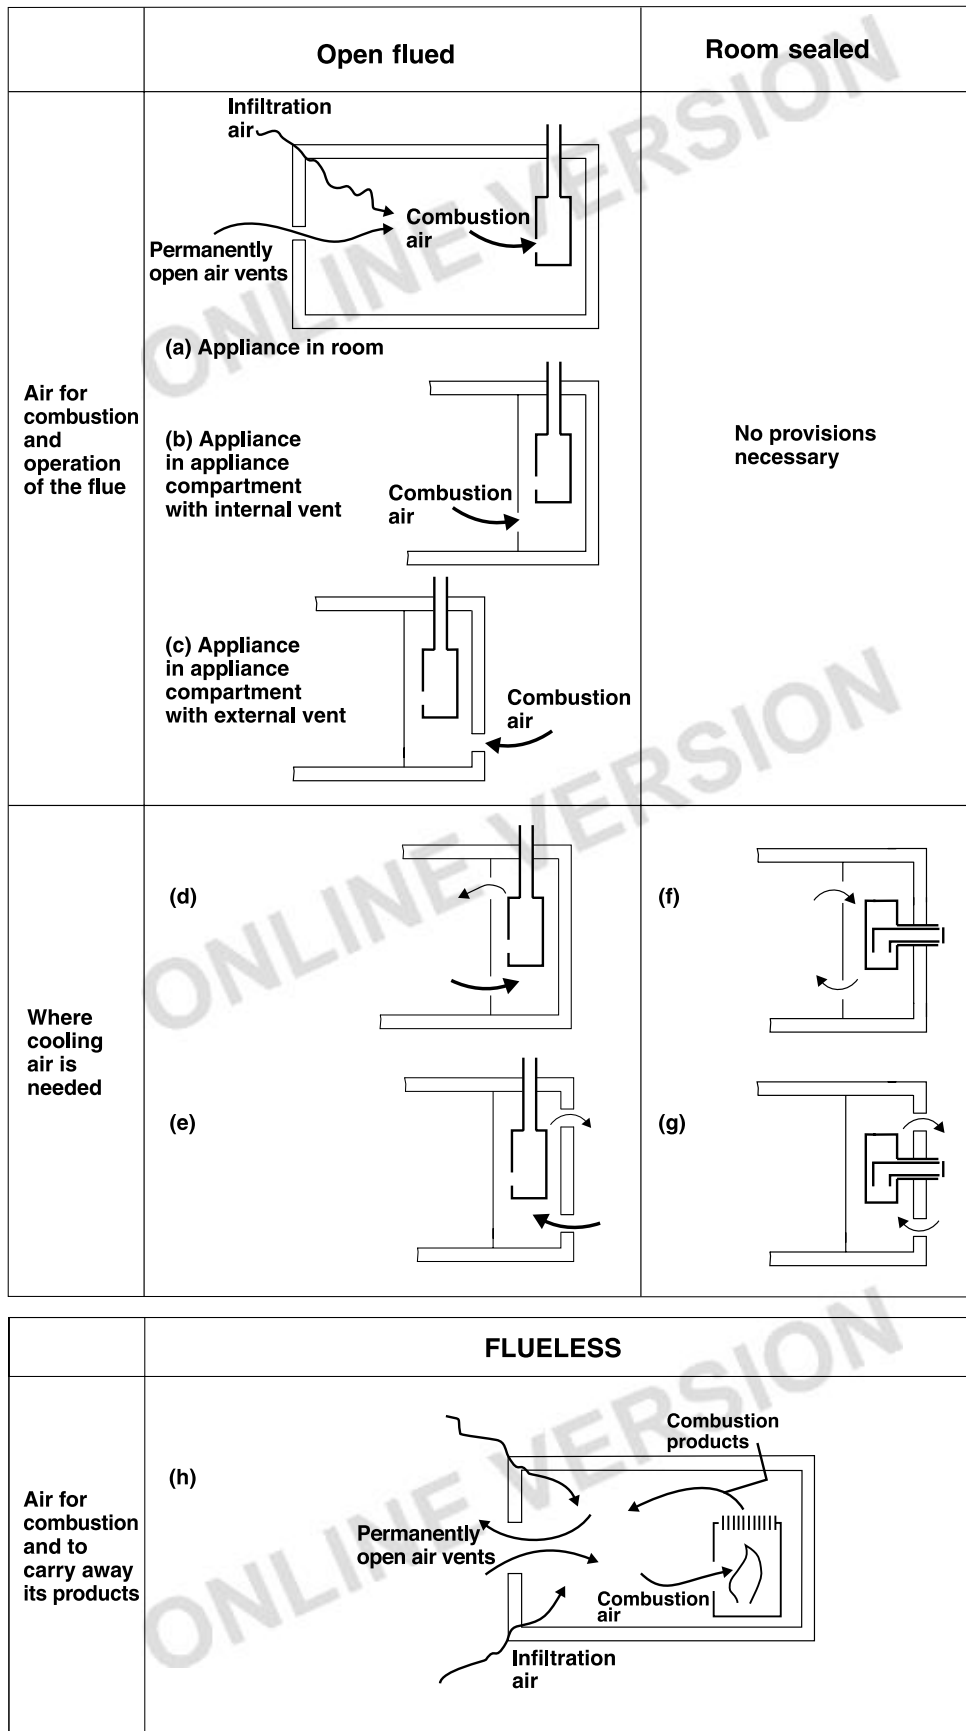 Open flued
Room sealed
Air for
combustion
and
operation
of the flue
Infiltration
air
Combustion
air
Permanently
open air vents
(a) Appliance in room
(b) Appliance
in appliance
compartment
with internal vent
Combustion
air
(c) Appliance
in appliance
compartment
with external vent
Combustion
air
No provisions
necessary
Where
cooling
air is
needed
(d)
(e)
(f)
(g)
FLUELESS
Air for
combustion
and to
carry away
its products
(h)
Combustion
products
Permanently
open air vents
Combustion
air
Infiltration
air
ONLINE VERSION
ONLINE VERSION
ONLINE VERSION